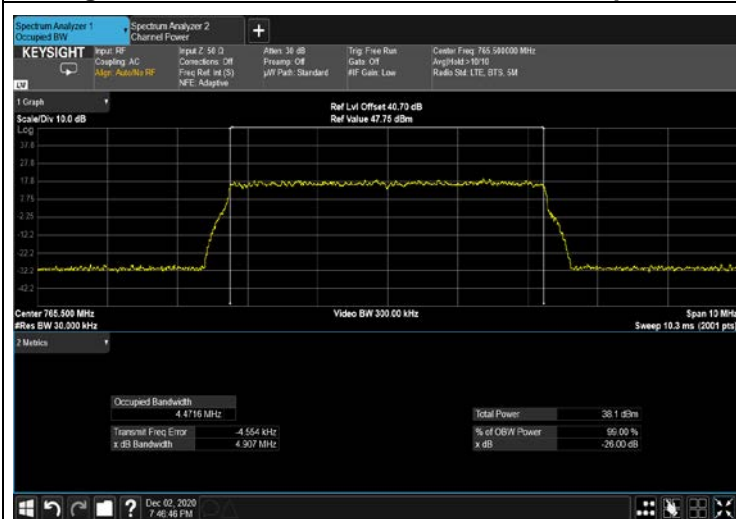 Spectrum Analyzer 1
Occupied BW
Spectrum Analyzer 2
Channel Power
+
KEYSIGHT
Input: RF
Coupling: AC
Align: Auto/No RF
Input Z: 50 Ω
Corrections: Off
Freq Ref: Int (S)
NFE: Adaptive
Atten: 30 dB
Preamp: Off
µW Path: Standard
Trig: Free Run
Gate: Off
#IF Gain: Low
Center Freq: 765.500000 MHz
Avg|Hold:>10/10
Radio Std: LTE, BTS, 5M
1 Graph
Scale/Div 10.0 dB
Ref Lvl Offset 40.70 dB
Ref Value 47.75 dBm
Log
37.8
27.8
17.8
7.75
-2.25
-12.2
-22.2
-32.2
-42.2
Center 765.500 MHz
#Res BW 30.000 kHz
Video BW 300.00 kHz
Span 10 MHz
Sweep 10.3 ms (2001 pts)
2 Metrics
Occupied Bandwidth
4.4716 MHz
Transmit Freq Error -4.554 kHz
x dB Bandwidth 4.907 MHz
Total Power 38.1 dBm
% of OBW Power 99.00 %
x dB -26.00 dB
?
Dec 02, 2020
7:46:46 PM